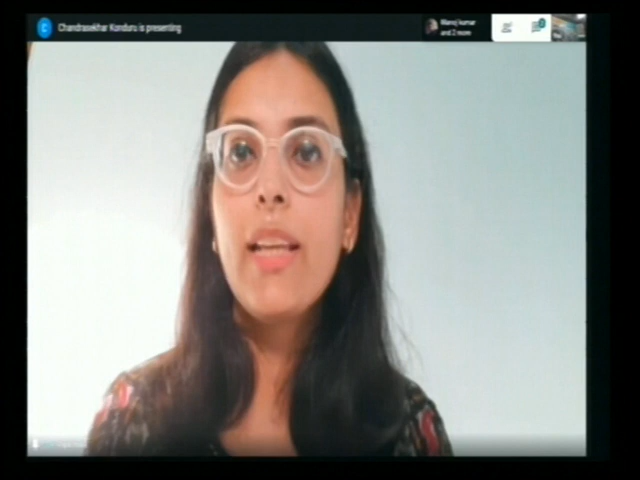 C
Chandrasekhar Konduru is presenting
Manoj kumar
and 2 more